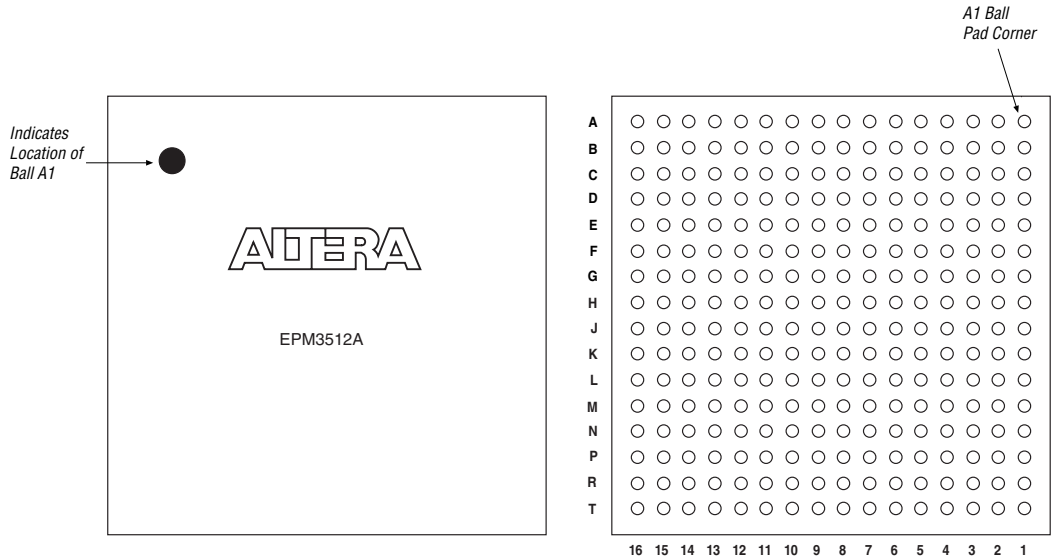 A1 Ball
Pad Corner
Indicates
Location of
Ball A1
ALTERA
EPM3512A
A
B
C
D
E
F
G
H
J
K
L
M
N
P
R
T
16 15 14 13 12 11 10 9 8 7 6 5 4 3 2 1